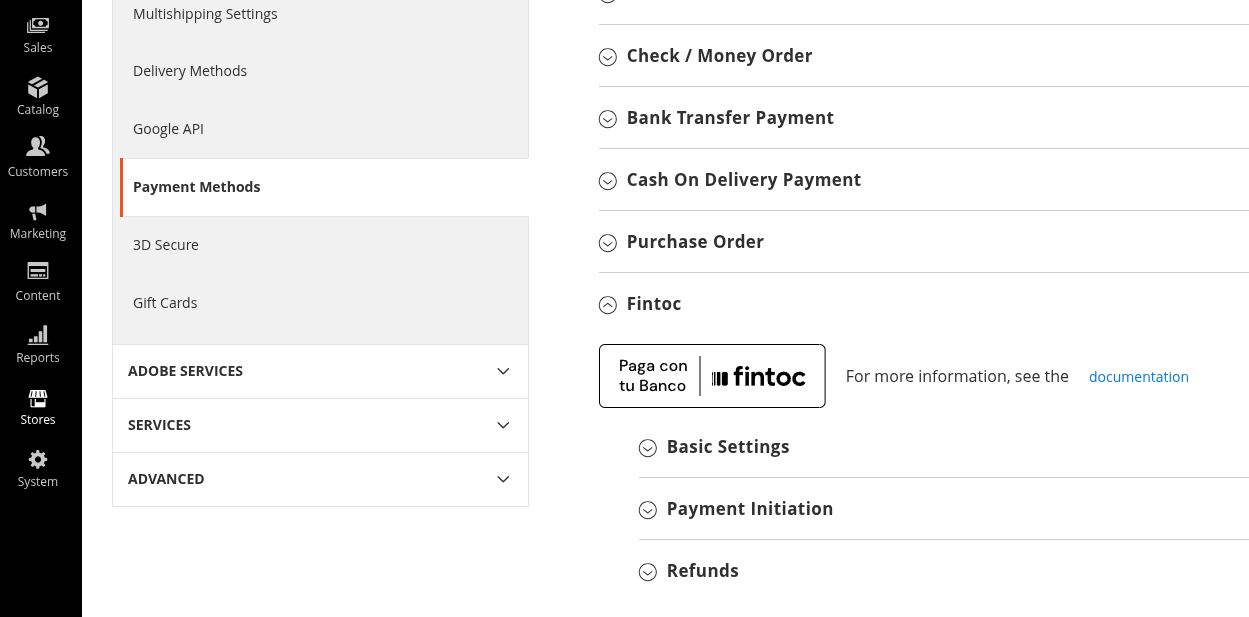 Sales
Catalog
Customers
Marketing
Content
Reports
Stores
System
Multishipping Settings
Delivery Methods
Google API
Payment Methods
3D Secure
Gift Cards
ADOBE SERVICES
SERVICES
ADVANCED
Check / Money Order
Bank Transfer Payment
Cash On Delivery Payment
Purchase Order
Fintoc
Paga con
tu Banco
fintoc
For more information, see the documentation
Basic Settings
Payment Initiation
Refunds